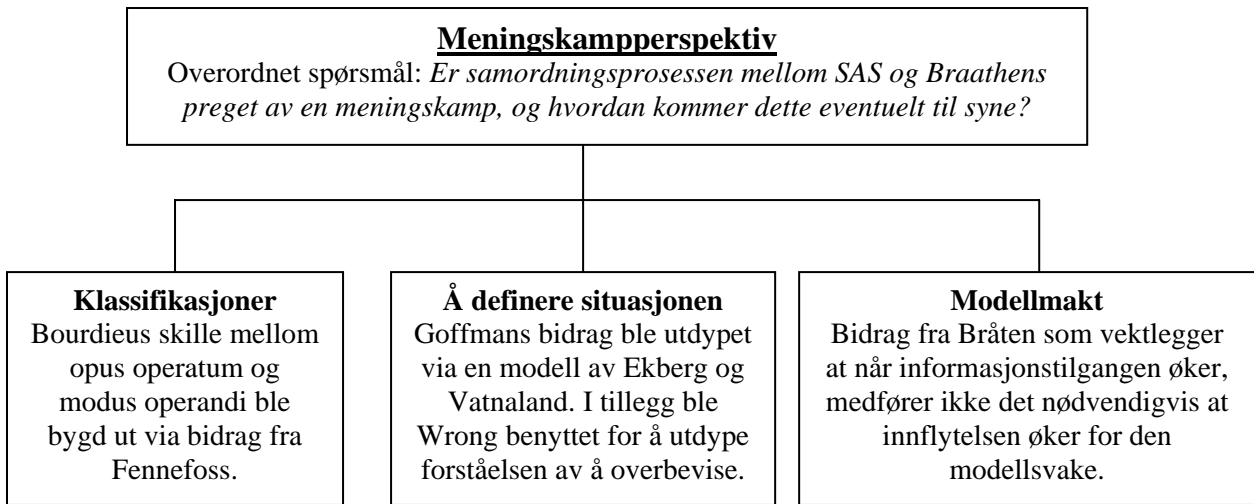 Meningskampperspektiv
Overordnet spørsmål: Er samordningsprosessen mellom SAS og Braathens
preget av en meningskamp, og hvordan kommer dette eventuelt til syne?
Klassifikasjoner
Bourdieus skille mellom
opus operatum og
modus operandi ble
bygd ut via bidrag fra
Fennefoss.
Å definere situasjonen
Goffmans bidrag ble utdypet
via en modell av Ekberg og
Vatnaland. I tillegg ble
Wrong benyttet for å utdype
forståelsen av å overbevise.
Modellmakt
Bidrag fra Bråten som vektlegger
at når informasjonstilgangen øker,
medfører ikke det nødvendigvis at
innflytelsen øker for den
modellsvake.